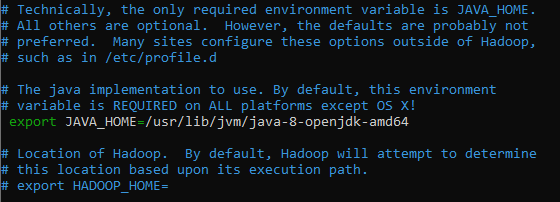 # Technically, the only required environment variable is JAVA_HOME.
# All others are optional.  However, the defaults are probably not
# preferred.  Many sites configure these options outside of Hadoop,
# such as in /etc/profile.d
# The java implementation to use. By default, this environment
# variable is REQUIRED on ALL platforms except OS X!
export JAVA_HOME=/usr/lib/jvm/java-8-openjdk-amd64
# Location of Hadoop.  By default, Hadoop will attempt to determine
# this location based upon its execution path.
# export HADOOP_HOME=